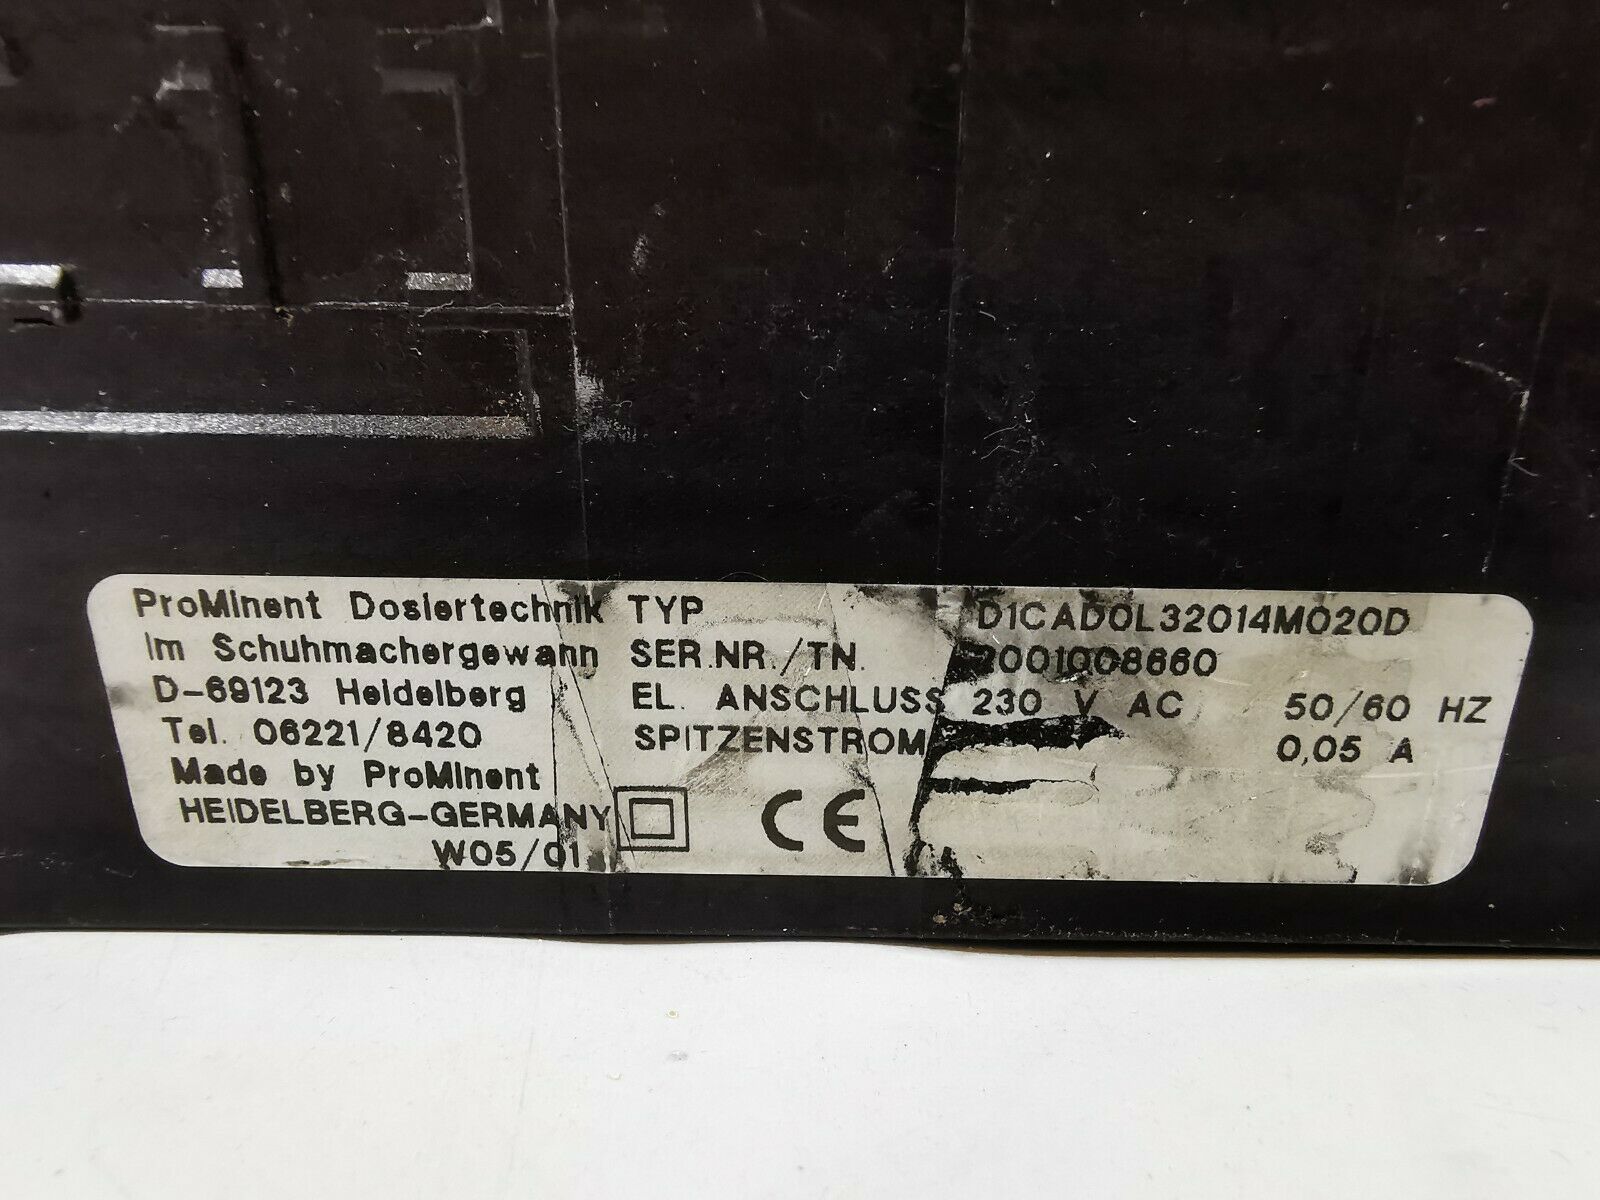 ProMinent Dosiertechnik
Im Schuhmachergewann
D-69123 Heidelberg
Tel. 06221/8420
Made by ProMinent
HEIDELBERG-GERMANY
W05/01
TYP D1CAD0L32014M020D
SER.NR./TN. 2001008660
EL. ANSCHLUSS 230 V AC 50/60 HZ
SPITZENSTROM 0,05 A
CE